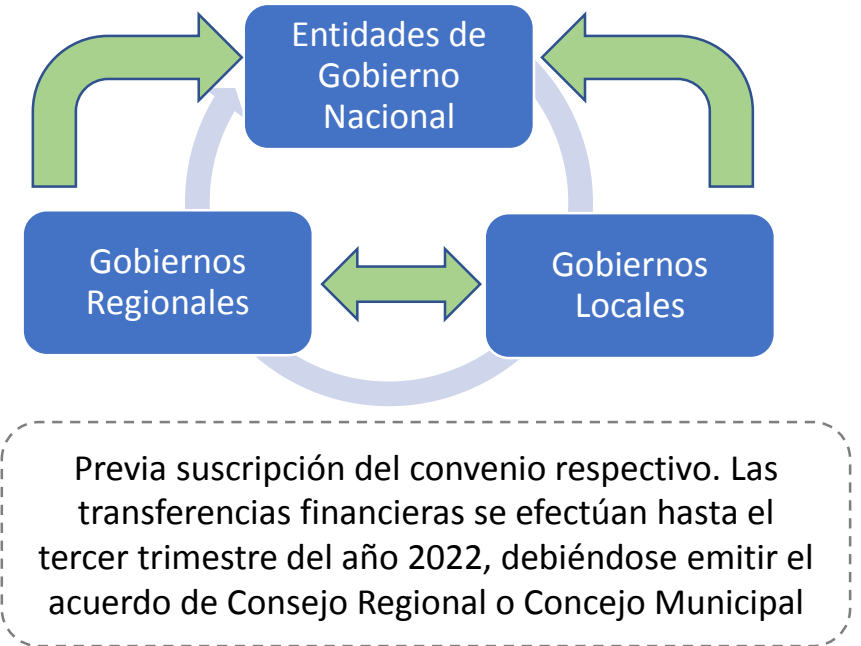 Entidades de
Gobierno
Nacional
Gobiernos
Regionales
Gobiernos
Locales
Previa suscripción del convenio respectivo. Las
transferencias financieras se efectúan hasta el
tercer trimestre del año 2022, debiéndose emitir el
acuerdo de Consejo Regional o Concejo Municipal